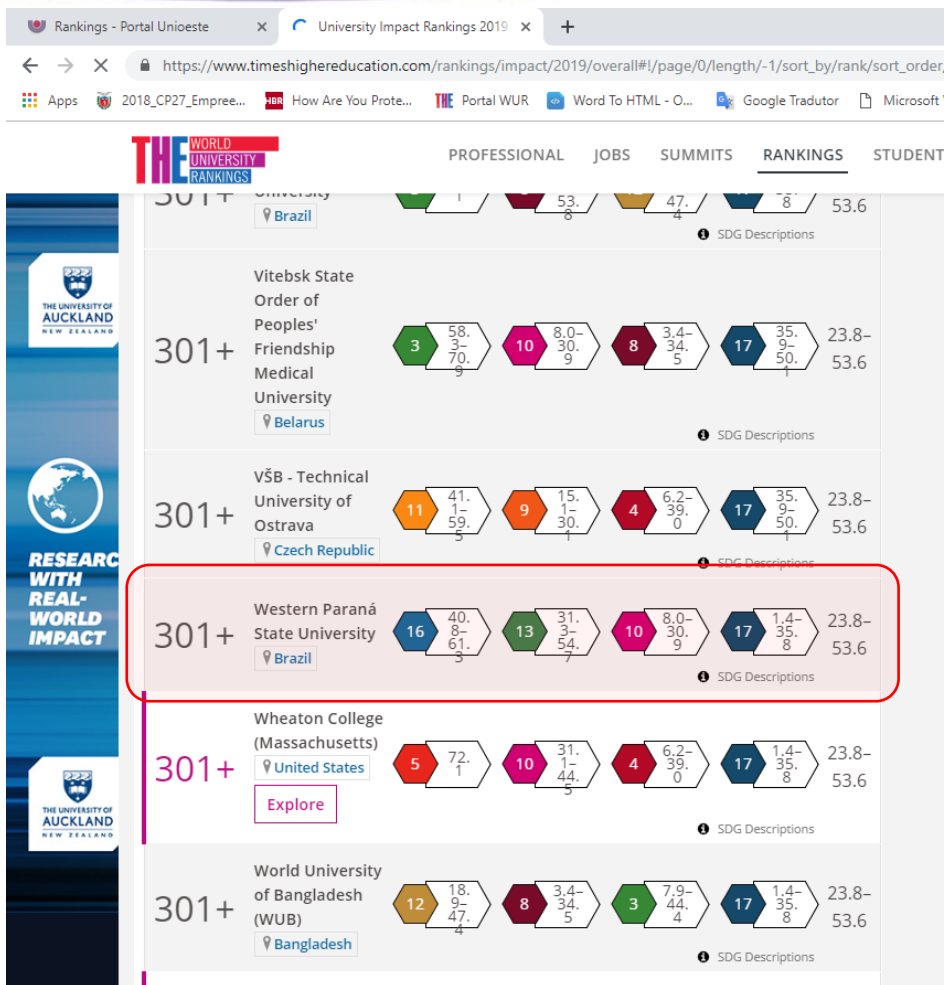 Rankings - Portal Unioeste
University Impact Rankings 2019
https://www.timeshighereducation.com/rankings/impact/2019/overall#!/page/0/length/-1/sort_by/rank/sort_order,
Apps 2018_CP27_Empree... HBR How Are You Prote... THE Portal WUR Word To HTML - O... Google Tradutor Microsoft
THE WORLD UNIVERSITY RANKINGS
PROFESSIONAL JOBS SUMMITS RANKINGS STUDENT
301+
University
Brazil
53.
8
47.
4
8
53.6
SDG Descriptions
301+
Vitebsk State
Order of
Peoples'
Friendship
Medical
University
Belarus
3 58.3–70.9 10 8.0–30.9 8 3.4–34.5 17 35.9–50.1 23.8–
53.6
SDG Descriptions
301+
VŠB - Technical
University of
Ostrava
Czech Republic
11 41.1–59.5 9 15.1–30.1 4 6.2–39.0 17 35.9–50.1 23.8–
53.6
SDG Descriptions
301+
Western Paraná
State University
Brazil
16 40.8–61.3 13 31.3–54.7 10 8.0–30.9 17 1.4–35.8 23.8–
53.6
SDG Descriptions
301+
Wheaton College
(Massachusetts)
United States
Explore
5 72.1 10 31.1–44.5 4 6.2–39.0 17 1.4–35.8 23.8–
53.6
SDG Descriptions
301+
World University
of Bangladesh
(WUB)
Bangladesh
12 18.9–47.4 8 3.4–34.5 3 7.9–44.4 17 1.4–35.8 23.8–
53.6
SDG Descriptions
THE UNIVERSITY OF
AUCKLAND
NEW ZEALAND
RESEARC
WITH
REAL-
WORLD
IMPACT
THE UNIVERSITY OF
AUCKLAND
NEW ZEALAND